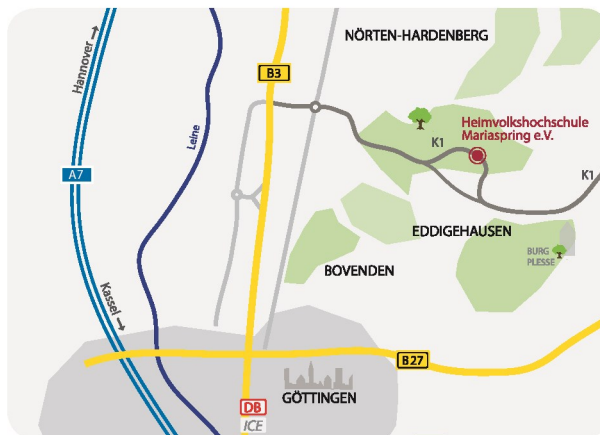 Hannover →
NÖRTEN-HARDENBERG
B3
Leine
Heimvolkshochschule
Mariaspring e.V.
K1
K1
A7
EDDIGEHAUSEN
BURG
PLESSE
BOVENDEN
Kassel →
B27
DB
ICE
GÖTTINGEN